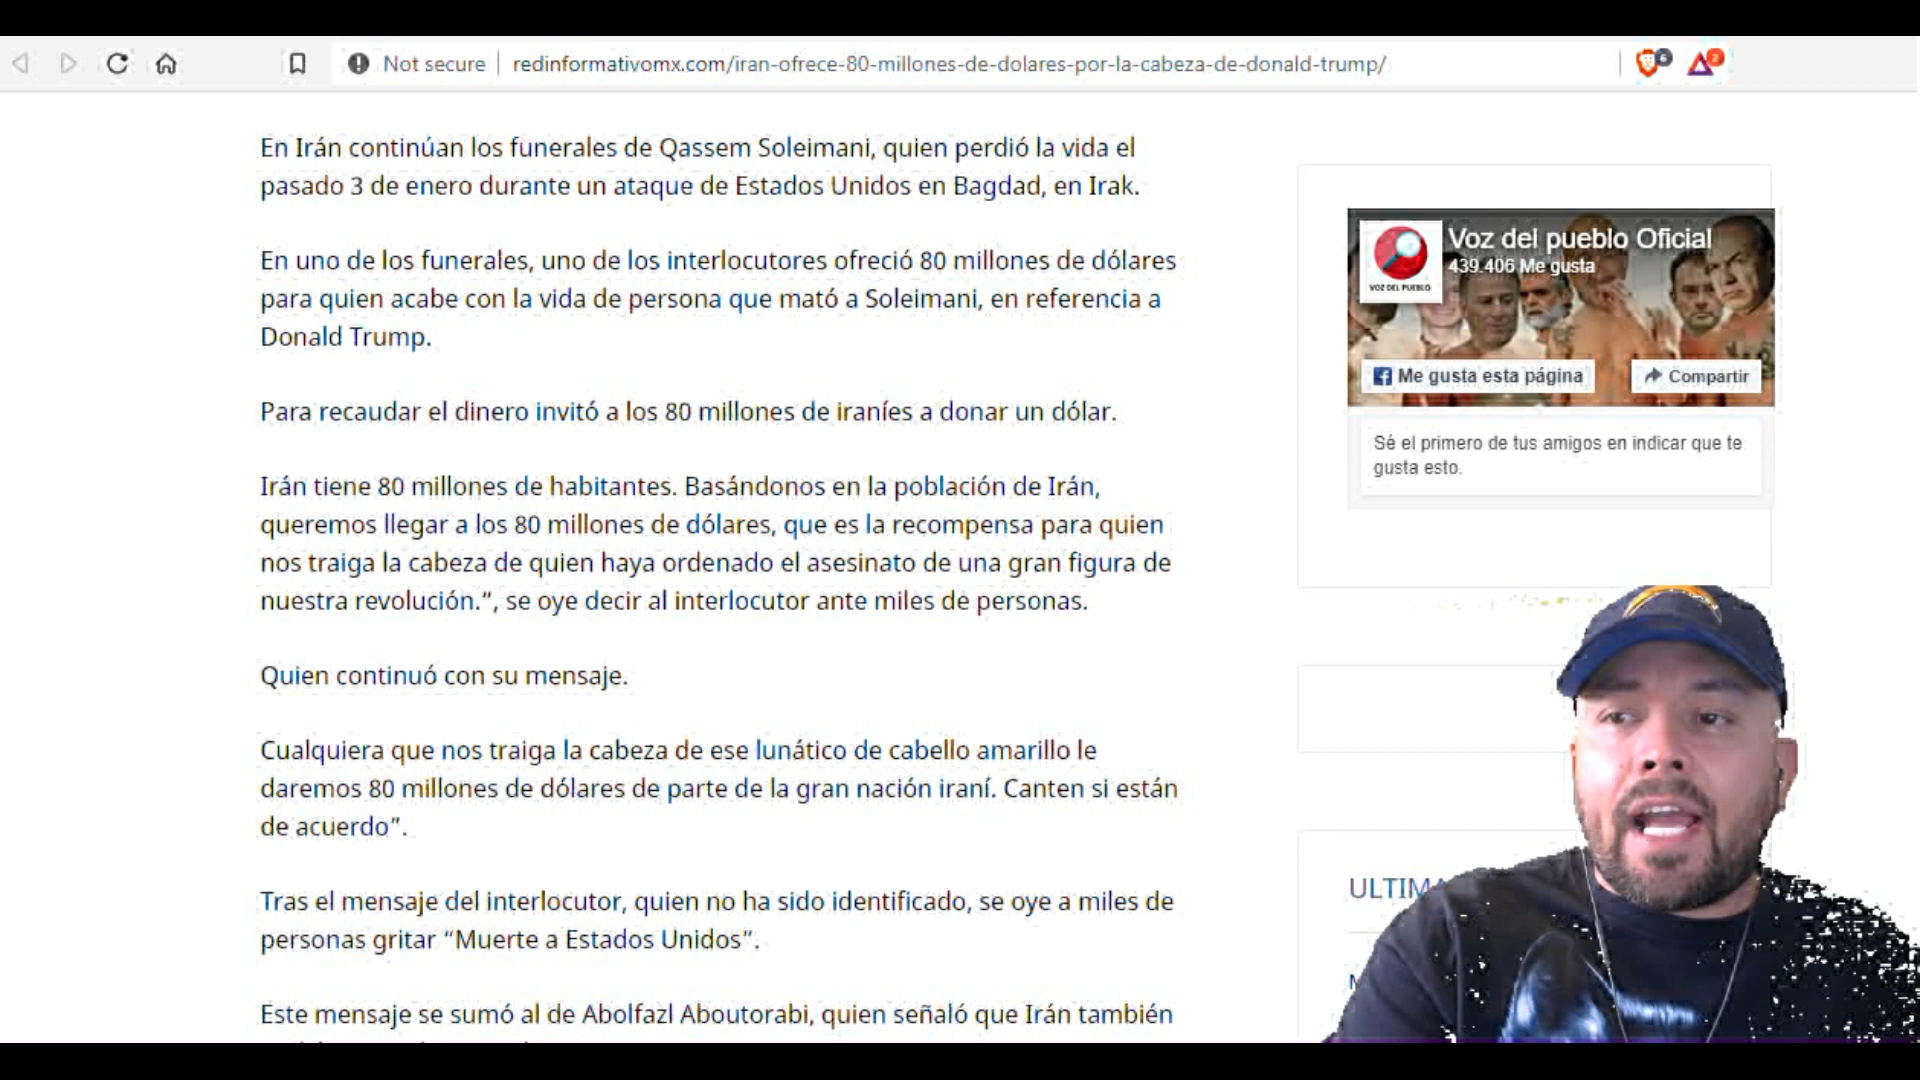 Not secure
redinformativomx.com/iran-ofrece-80-millones-de-dolares-por-la-cabeza-de-donald-trump/
6
2
En Irán continúan los funerales de Qassem Soleimani, quien perdió la vida el
pasado 3 de enero durante un ataque de Estados Unidos en Bagdad, en Irak.
En uno de los funerales, uno de los interlocutores ofreció 80 millones de dólares
para quien acabe con la vida de persona que mató a Soleimani, en referencia a
Donald Trump.
Para recaudar el dinero invitó a los 80 millones de iraníes a donar un dólar.
Irán tiene 80 millones de habitantes. Basándonos en la población de Irán,
queremos llegar a los 80 millones de dólares, que es la recompensa para quien
nos traiga la cabeza de quien haya ordenado el asesinato de una gran figura de
nuestra revolución.“, se oye decir al interlocutor ante miles de personas.
Quien continuó con su mensaje.
Cualquiera que nos traiga la cabeza de ese lunático de cabello amarillo le
daremos 80 millones de dólares de parte de la gran nación iraní. Canten si están
de acuerdo”.
Tras el mensaje del interlocutor, quien no ha sido identificado, se oye a miles de
personas gritar “Muerte a Estados Unidos”.
Este mensaje se sumó al de Abolfazl Aboutorabi, quien señaló que Irán también
Voz del pueblo Oficial
439.406 Me gusta
VOZ DEL PUEBLO
Me gusta esta página
Compartir
Sé el primero de tus amigos en indicar que te
gusta esto.